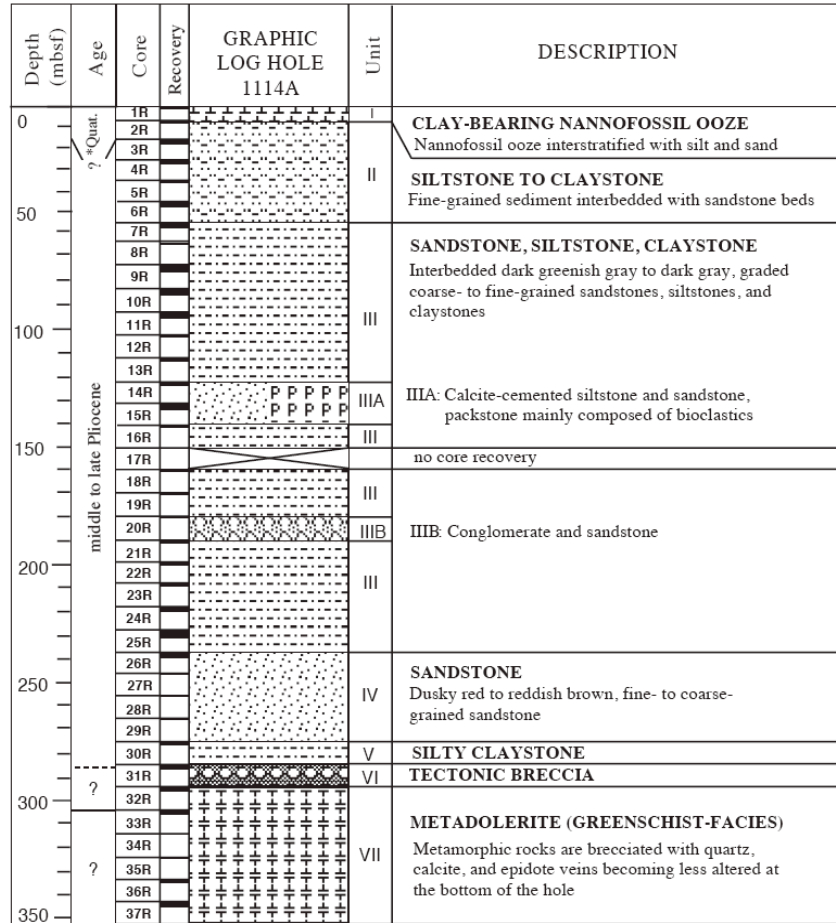 Depth (mbsf)
Age
Core
Recovery
GRAPHIC
LOG HOLE
1114A
Unit
DESCRIPTION
0
50
100
150
200
250
300
350
? *Quat.
middle to late Pliocene
?
?
1R
2R
3R
4R
5R
6R
7R
8R
9R
10R
11R
12R
13R
14R
15R
16R
17R
18R
19R
20R
21R
22R
23R
24R
25R
26R
27R
28R
29R
30R
31R
32R
33R
34R
35R
36R
37R
P P P P P
P P P P P
I
II
III
IIIA
III
III
IIIB
III
IV
V
VI
VII
CLAY-BEARING NANNOFOSSIL OOZE
Nannofossil ooze interstratified with silt and sand
SILTSTONE TO CLAYSTONE
Fine-grained sediment interbedded with sandstone beds
SANDSTONE, SILTSTONE, CLAYSTONE
Interbedded dark greenish gray to dark gray, graded
coarse- to fine-grained sandstones, siltstones, and
claystones
IIIA: Calcite-cemented siltstone and sandstone,
packstone mainly composed of bioclastics
no core recovery
IIIB: Conglomerate and sandstone
SANDSTONE
Dusky red to reddish brown, fine- to coarse-
grained sandstone
SILTY CLAYSTONE
TECTONIC BRECCIA
METADOLERITE (GREENSCHIST-FACIES)
Metamorphic rocks are brecciated with quartz,
calcite, and epidote veins becoming less altered at
the bottom of the hole